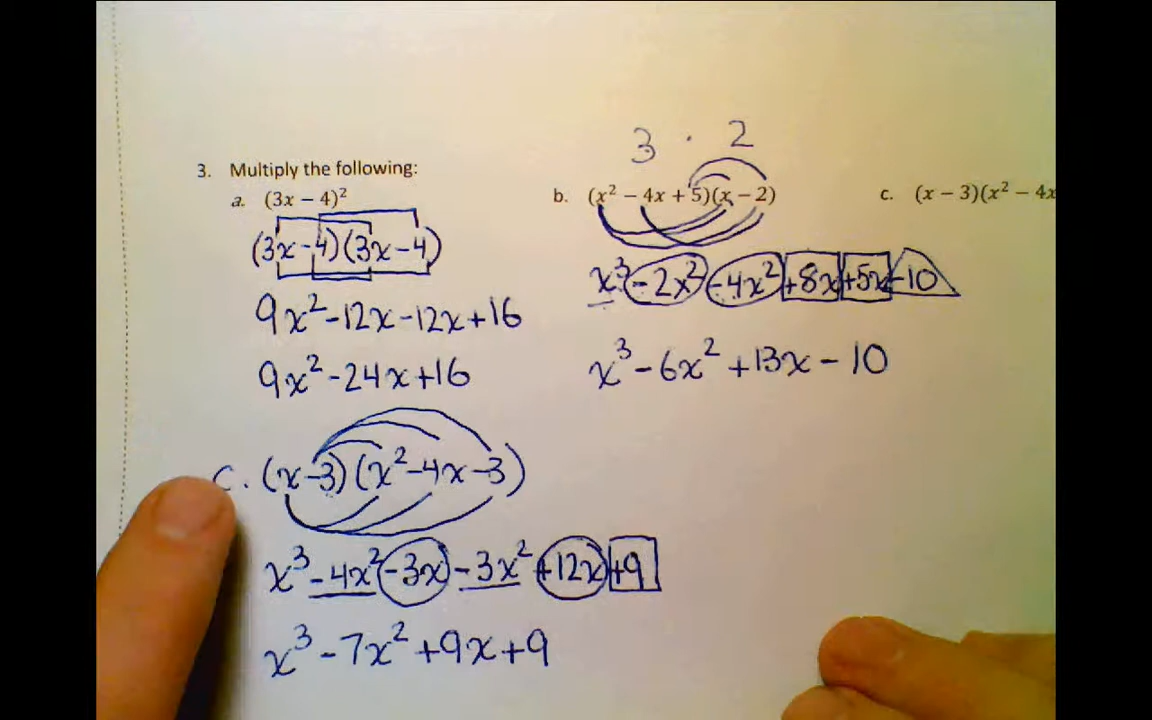 3. Multiply the following:
a. (3x − 4)²
(3x-4)(3x-4)
9x²-12x-12x+16
9x²-24x+16
3 · 2
b. (x² − 4x + 5)(x − 2)
x³-2x²-4x²+8x+5x-10
x³-6x²+13x-10
c. (x − 3)(x² − 4x
c. (x-3)(x²-4x-3)
x³-4x²-3x-3x²+12x+9
x³-7x²+9x+9